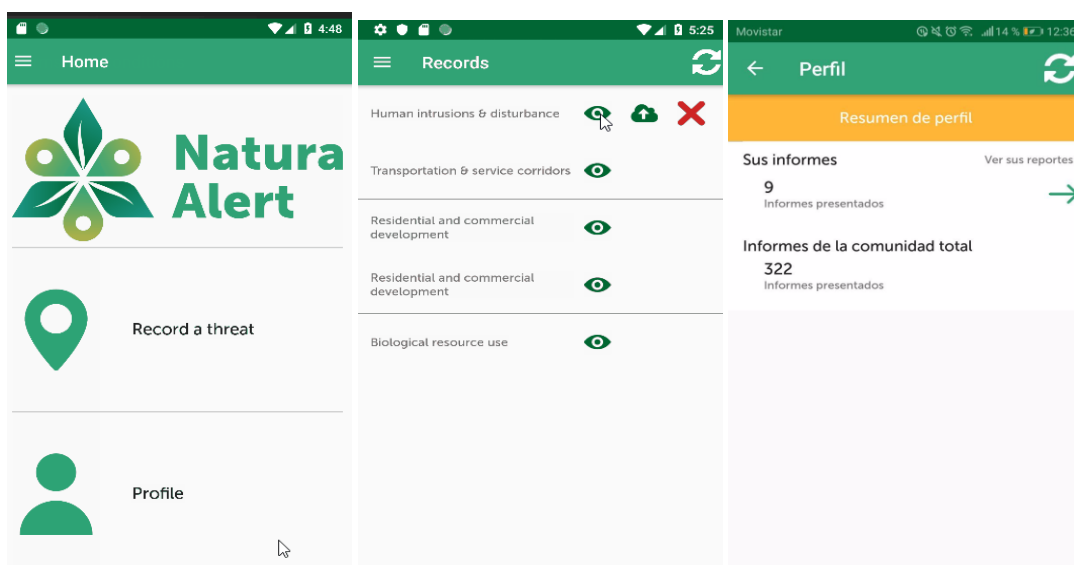 4:48
Home
Natura
Alert
Record a threat
Profile
5:25
Records
Human intrusions & disturbance
Transportation & service corridors
Residential and commercial
development
Residential and commercial
development
Biological resource use
Movistar 14 % 12:36
Perfil
Resumen de perfil
Sus informes Ver sus reportes
9
Informes presentados
Informes de la comunidad total
322
Informes presentados